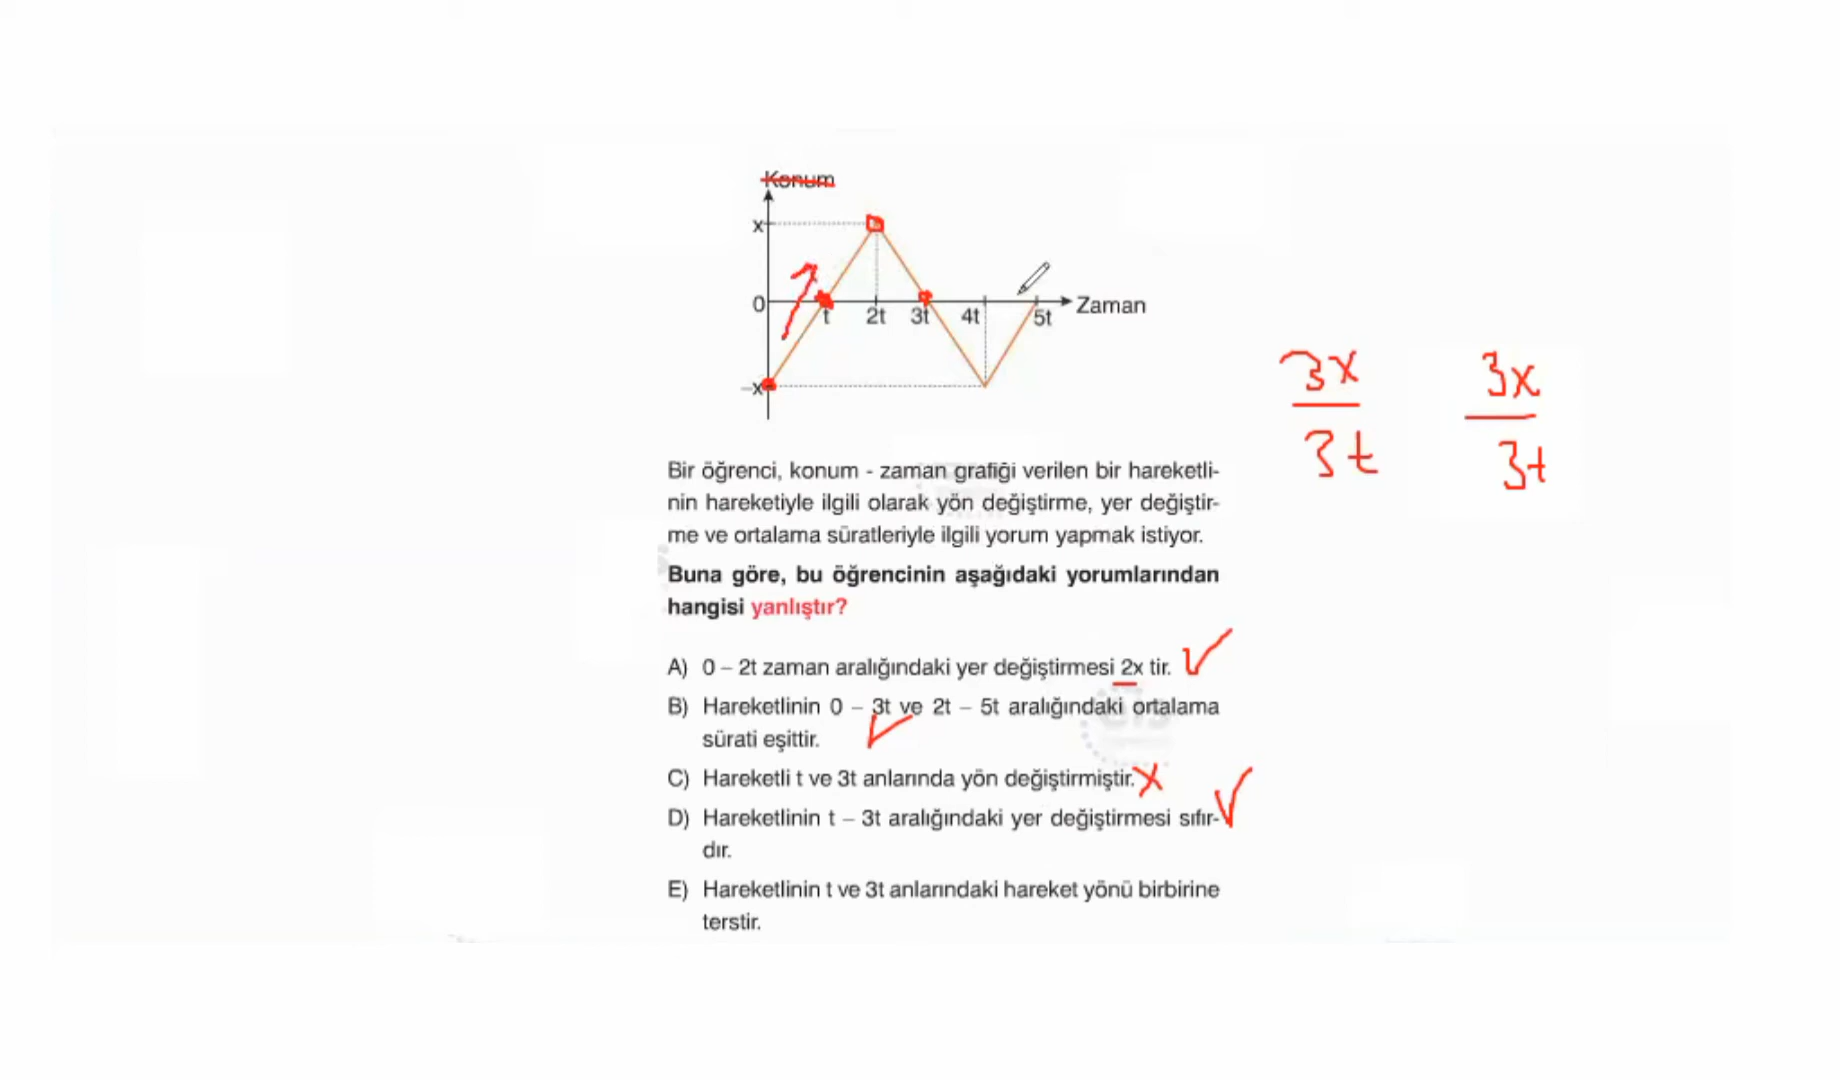 Konum
x
0
t 2t 3t 4t 5t
Zaman
–x
3x 3x
3t 3t
Bir öğrenci, konum - zaman grafiği verilen bir hareketli-
nin hareketiyle ilgili olarak yön değiştirme, yer değiştir-
me ve ortalama süratleriyle ilgili yorum yapmak istiyor.
Buna göre, bu öğrencinin aşağıdaki yorumlarından
hangisi yanlıştır?
A) 0 – 2t zaman aralığındaki yer değiştirmesi 2x tir.
B) Hareketlinin 0 – 3t ve 2t – 5t aralığındaki ortalama
sürati eşittir.
C) Hareketli t ve 3t anlarında yön değiştirmiştir.
D) Hareketlinin t – 3t aralığındaki yer değiştirmesi sıfır-
dır.
E) Hareketlinin t ve 3t anlarındaki hareket yönü birbirine
terstir.